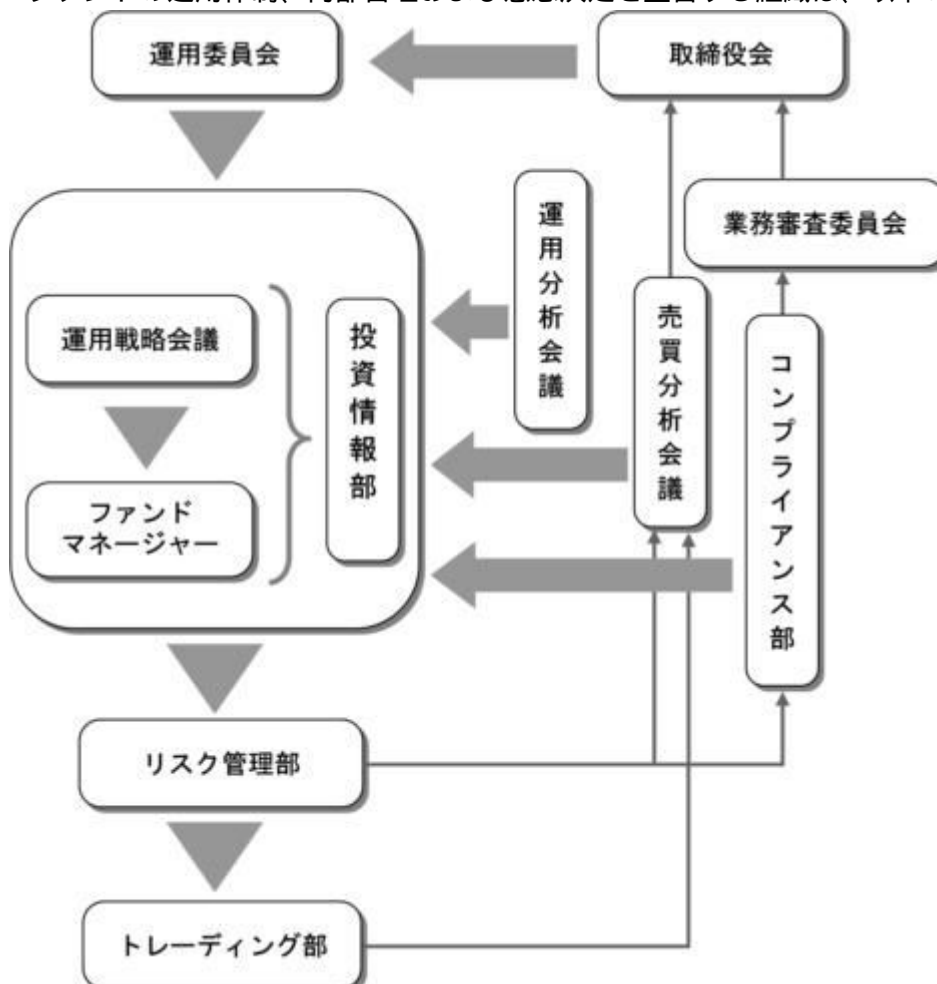 運用委員会
取締役会
業務審査委員会
運用分析会議
売買分析会議
コンプライアンス部
運用戦略会議
投資情報部
ファンド
マネージャー
リスク管理部
トレーディング部